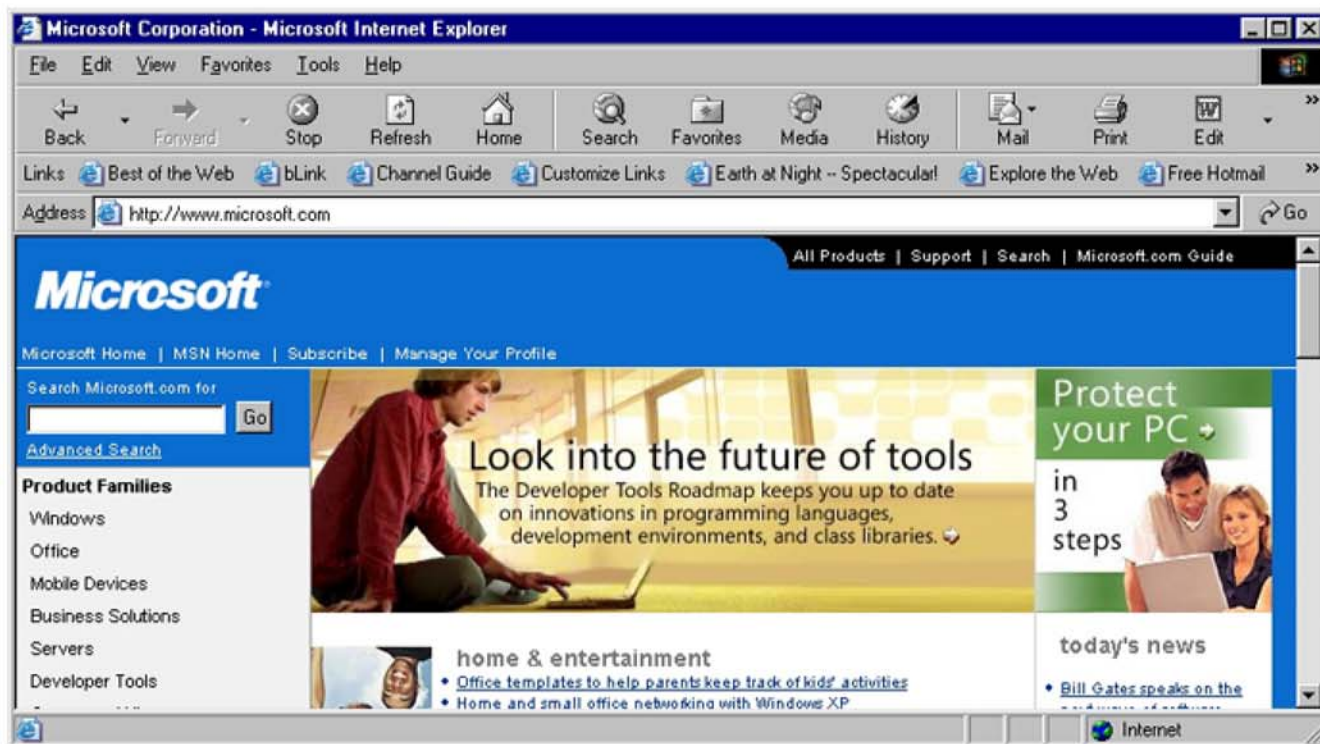 Microsoft Corporation - Microsoft Internet Explorer
File Edit View Favorites Tools Help
Back Forward Stop Refresh Home Search Favorites Media History Mail Print Edit »
Links Best of the Web bLink Channel Guide Customize Links Earth at Night -- Spectacular! Explore the Web Free Hotmail »
Address http://www.microsoft.com Go
All Products | Support | Search | Microsoft.com Guide
Microsoft
Microsoft Home | MSN Home | Subscribe | Manage Your Profile
Search Microsoft.com for
Go
Advanced Search
Product Families
Windows
Office
Mobile Devices
Business Solutions
Servers
Developer Tools
Look into the future of tools
The Developer Tools Roadmap keeps you up to date
on innovations in programming languages,
development environments, and class libraries.
Protect
your PC
in
3
steps
home & entertainment
• Office templates to help parents keep track of kids' activities
• Home and small office networking with Windows XP
today's news
• Bill Gates speaks on the
Internet